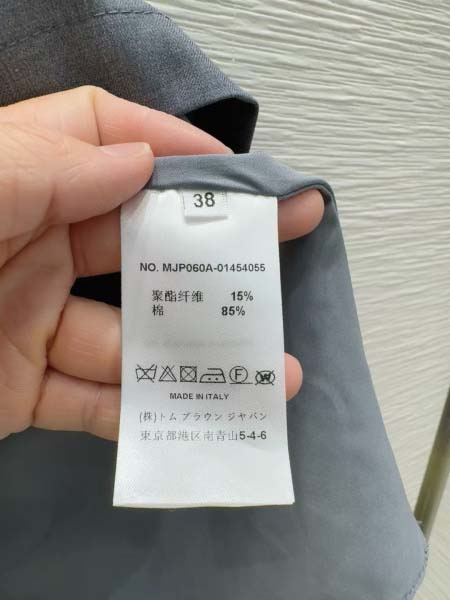 38
NO. MJP060A-01454055
聚酯纤维 15%
棉 85%
F W
MADE IN ITALY
(株)トム ブラウン ジャパン
東京都港区南青山5-4-6